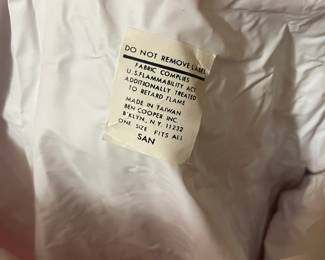 DO NOT REMOVE LABEL
FABRIC COMPLIES
U.S. FLAMMABILITY ACT.
ADDITIONALLY TREATED
TO RETARD FLAME
MADE IN TAIWAN
BEN COOPER INC.
B'KLYN, N.Y. 11232
ONE SIZE FITS ALL
SAN